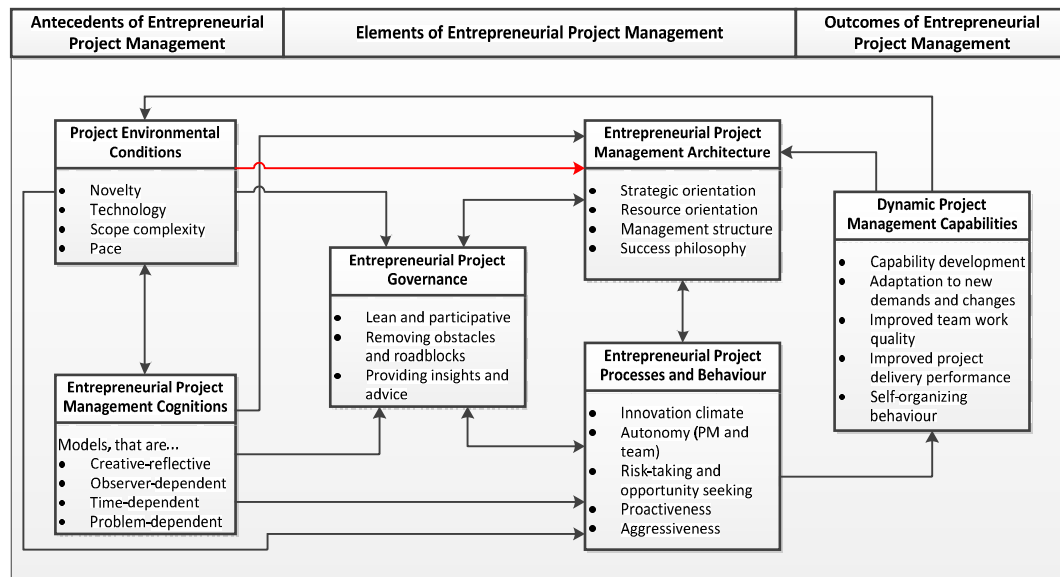 Antecedents of Entrepreneurial
Project Management
Elements of Entrepreneurial Project Management
Outcomes of Entrepreneurial
Project Management
Project Environmental
Conditions
• Novelty
• Technology
• Scope complexity
• Pace
Entrepreneurial Project
Management Cognitions
Models, that are...
• Creative-reflective
• Observer-dependent
• Time-dependent
• Problem-dependent
Entrepreneurial Project
Governance
• Lean and participative
• Removing obstacles
and roadblocks
• Providing insights and
advice
Entrepreneurial Project
Management Architecture
• Strategic orientation
• Resource orientation
• Management structure
• Success philosophy
Entrepreneurial Project
Processes and Behaviour
• Innovation climate
• Autonomy (PM and
team)
• Risk-taking and
opportunity seeking
• Proactiveness
• Aggressiveness
Dynamic Project
Management Capabilities
• Capability development
• Adaptation to new
demands and changes
• Improved team work
quality
• Improved project
delivery performance
• Self-organizing
behaviour